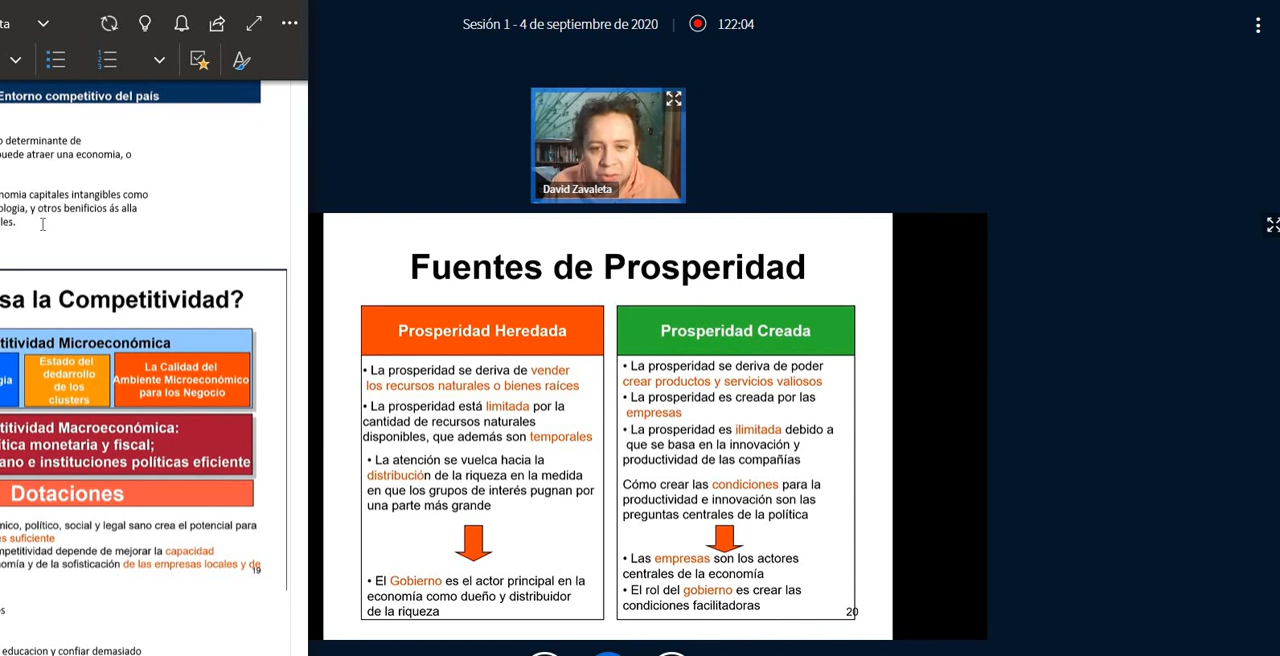 ta
Sesión 1 - 4 de septiembre de 2020
122:04
Entorno competitivo del país
o determinante de
puede atraer una economia, o
nomia capitales intangibles como
ologia, y otros benificios ás alla
les.
David Zavaleta
sa la Competitividad?
titividad Microeconómica
gia
Estado del
dedarrollo
de los
clusters
La Calidad del
Ambiente Microeconómico
para los Negocio
titividad Macroeconómica:
ítica monetaria y fiscal;
ano e instituciones políticas eficiente
Dotaciones
mico, político, social y legal sano crea el potencial para
es suficiente
mpetitividad depende de mejorar la capacidad
omía y de la sofisticación de las empresas locales y de
19
os
educacion y confiar demasiado
Fuentes de Prosperidad
Prosperidad Heredada
• La prosperidad se deriva de vender
los recursos naturales o bienes raíces
• La prosperidad está limitada por la
cantidad de recursos naturales
disponibles, que además son temporales
• La atención se vuelca hacia la
distribución de la riqueza en la medida
en que los grupos de interés pugnan por
una parte más grande
• El Gobierno es el actor principal en la
economía como dueño y distribuidor
de la riqueza
Prosperidad Creada
• La prosperidad se deriva de poder
crear productos y servicios valiosos
• La prosperidad es creada por las
empresas
• La prosperidad es ilimitada debido a
que se basa en la innovación y
productividad de las compañías
Cómo crear las condiciones para la
productividad e innovación son las
preguntas centrales de la política
• Las empresas son los actores
centrales de la economía
• El rol del gobierno es crear las
condiciones facilitadoras
20